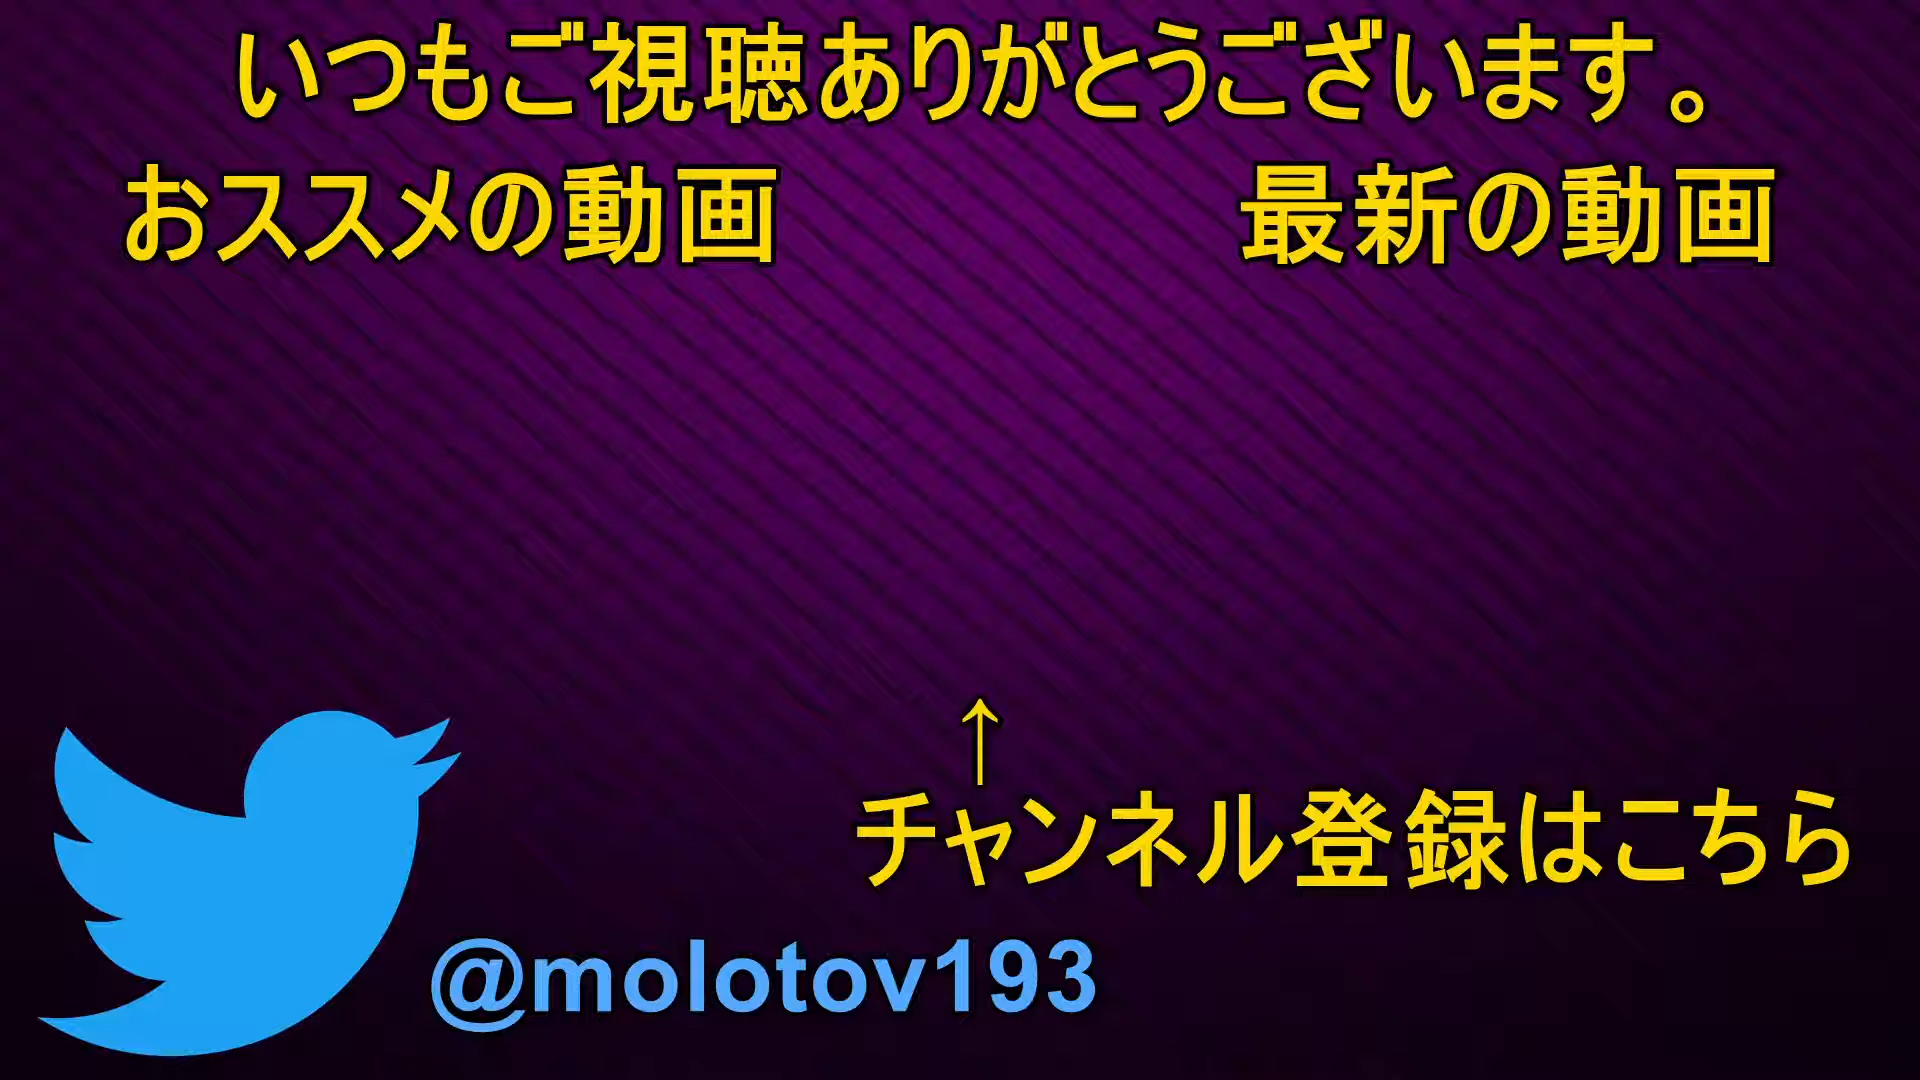 いつもご視聴ありがとうございます。
おススメの動画
最新の動画
↑
チャンネル登録はこちら
@molotov193